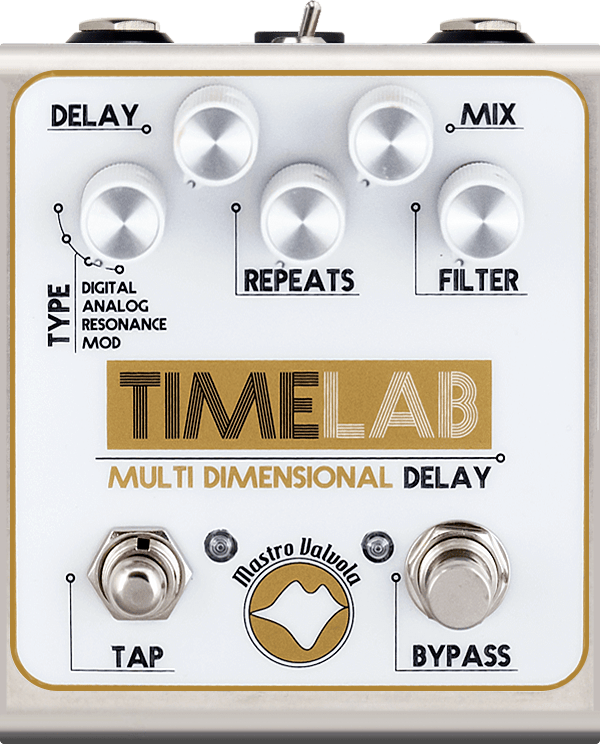 DELAY
MIX
REPEATS
FILTER
TYPE
DIGITAL
ANALOG
RESONANCE
MOD
TIMELAB
MULTI DIMENSIONAL DELAY
Mastro Valvola
TAP
BYPASS